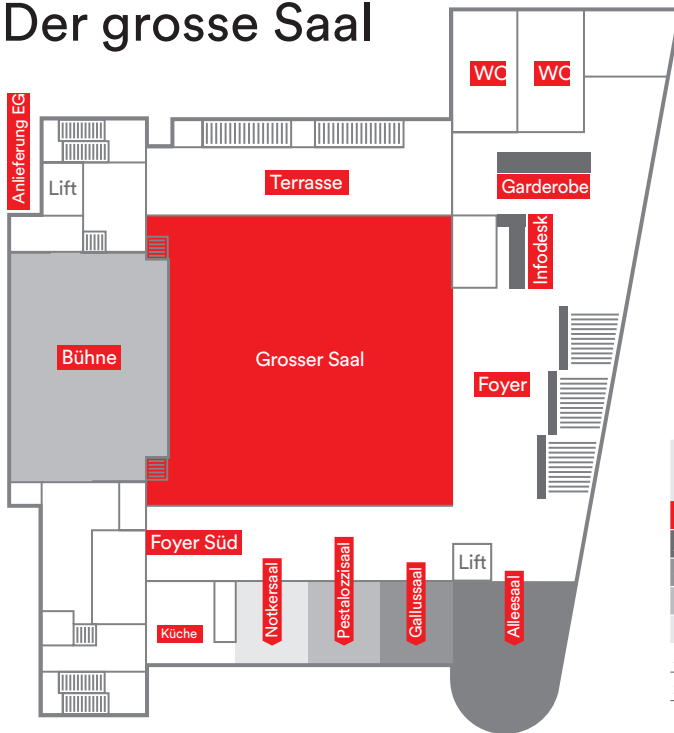 Der grosse Saal
WC
WC
Anlieferung EG
Lift
Terrasse
Garderobe
Infodesk
Bühne
Grosser Saal
Foyer
Foyer Süd
Notkersaal
Pestalozzisaal
Gallussaal
Lift
Alleesaal
Küche